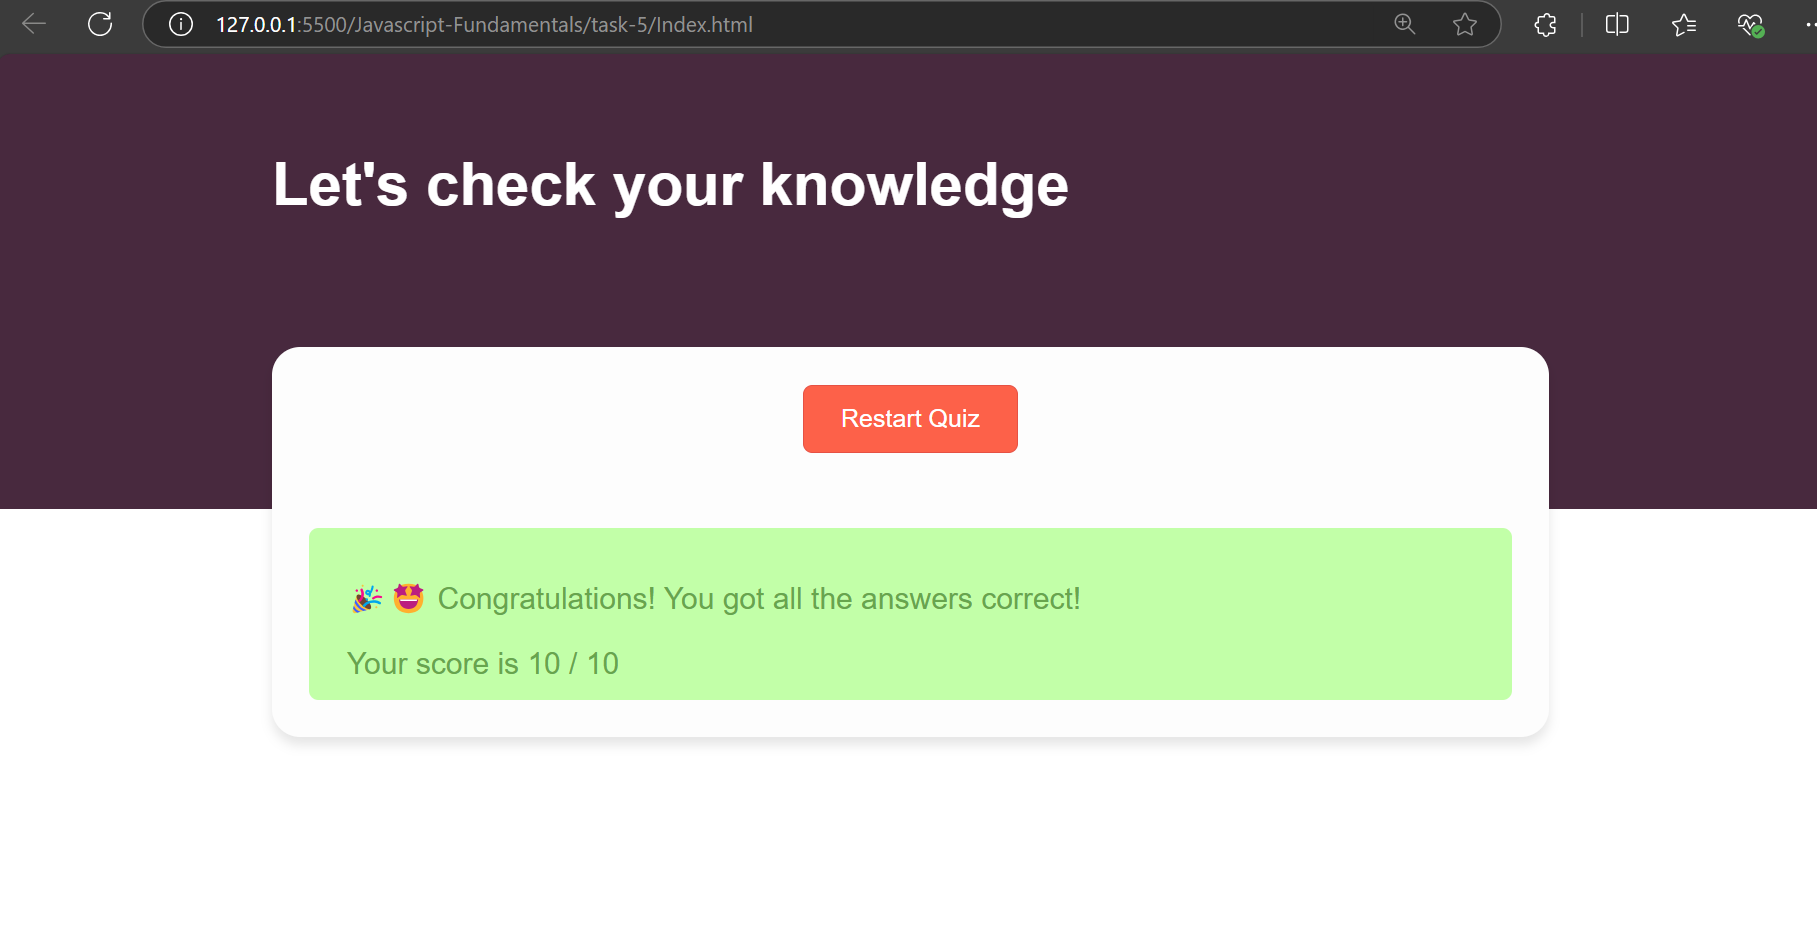 127.0.0.1:5500/Javascript-Fundamentals/task-5/Index.html
Let's check your knowledge
Restart Quiz
🎉🤩 Congratulations! You got all the answers correct!
Your score is 10 / 10